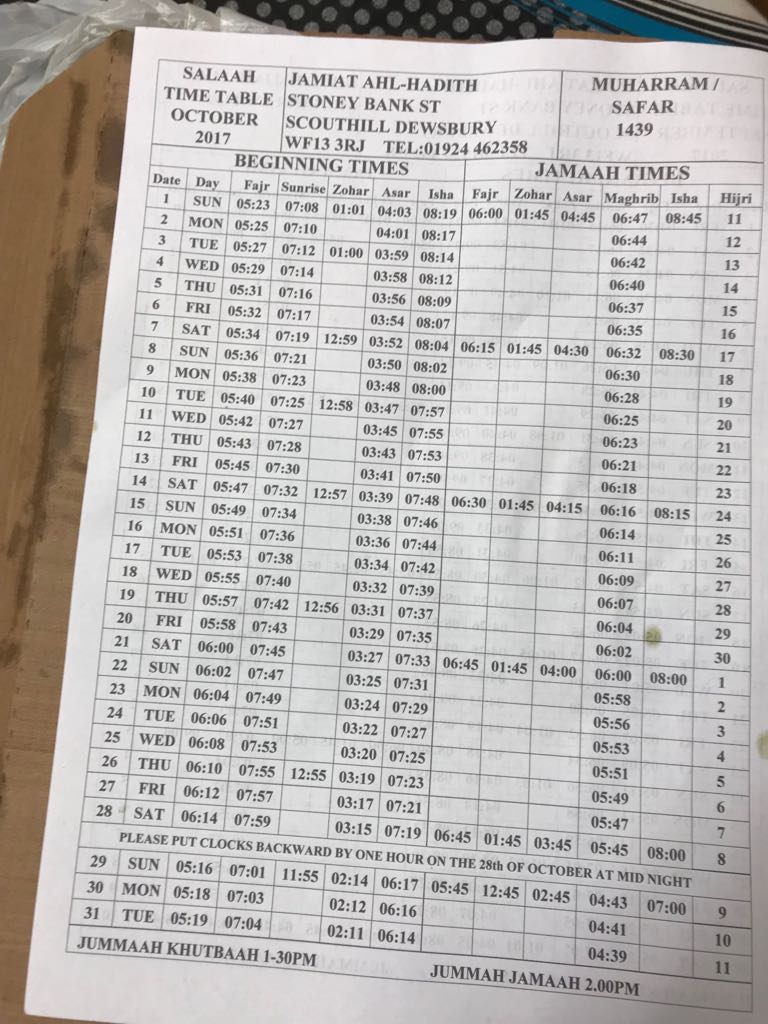 SALAAH
TIME TABLE
OCTOBER
2017
JAMIAT AHL-HADITH
STONEY BANK ST
SCOUTHILL DEWSBURY
WF13 3RJ TEL:01924 462358
MUHARRAM /
SAFAR
1439
BEGINNING TIMES JAMAAH TIMES
Date Day Fajr Sunrise Zohar Asar Isha Fajr Zohar Asar Maghrib Isha Hijri
1 SUN 05:23 07:08 01:01 04:03 08:19 06:00 01:45 04:45 06:47 08:45 11
2 MON 05:25 07:10 04:01 08:17 06:44 12
3 TUE 05:27 07:12 01:00 03:59 08:14 06:42 13
4 WED 05:29 07:14 03:58 08:12 06:40 14
5 THU 05:31 07:16 03:56 08:09 06:37 15
6 FRI 05:32 07:17 03:54 08:07 06:35 16
7 SAT 05:34 07:19 12:59 03:52 08:04 06:15 01:45 04:30 06:32 08:30 17
8 SUN 05:36 07:21 03:50 08:02 06:30 18
9 MON 05:38 07:23 03:48 08:00 06:28 19
10 TUE 05:40 07:25 12:58 03:47 07:57 06:25 20
11 WED 05:42 07:27 03:45 07:55 06:23 21
12 THU 05:43 07:28 03:43 07:53 06:21 22
13 FRI 05:45 07:30 03:41 07:50 06:18 23
14 SAT 05:47 07:32 12:57 03:39 07:48 06:30 01:45 04:15 06:16 08:15 24
15 SUN 05:49 07:34 03:38 07:46 06:14 25
16 MON 05:51 07:36 03:36 07:44 06:11 26
17 TUE 05:53 07:38 03:34 07:42 06:09 27
18 WED 05:55 07:40 03:32 07:39 06:07 28
19 THU 05:57 07:42 12:56 03:31 07:37 06:04 29
20 FRI 05:58 07:43 03:29 07:35 06:02 30
21 SAT 06:00 07:45 03:27 07:33 06:45 01:45 04:00 06:00 08:00 1
22 SUN 06:02 07:47 03:25 07:31 05:58 2
23 MON 06:04 07:49 03:24 07:29 05:56 3
24 TUE 06:06 07:51 03:22 07:27 05:53 4
25 WED 06:08 07:53 03:20 07:25 05:51 5
26 THU 06:10 07:55 12:55 03:19 07:23 05:49 6
27 FRI 06:12 07:57 03:17 07:21 05:47 7
28 SAT 06:14 07:59 03:15 07:19 06:45 01:45 03:45 05:45 08:00 8
PLEASE PUT CLOCKS BACKWARD BY ONE HOUR ON THE 28th OF OCTOBER AT MID NIGHT
29 SUN 05:16 07:01 11:55 02:14 06:17 05:45 12:45 02:45 04:43 07:00 9
30 MON 05:18 07:03 02:12 06:16 04:41 10
31 TUE 05:19 07:04 02:11 06:14 04:39 11
JUMMAAH KHUTBAAH 1-30PM JUMMAH JAMAAH 2.00PM